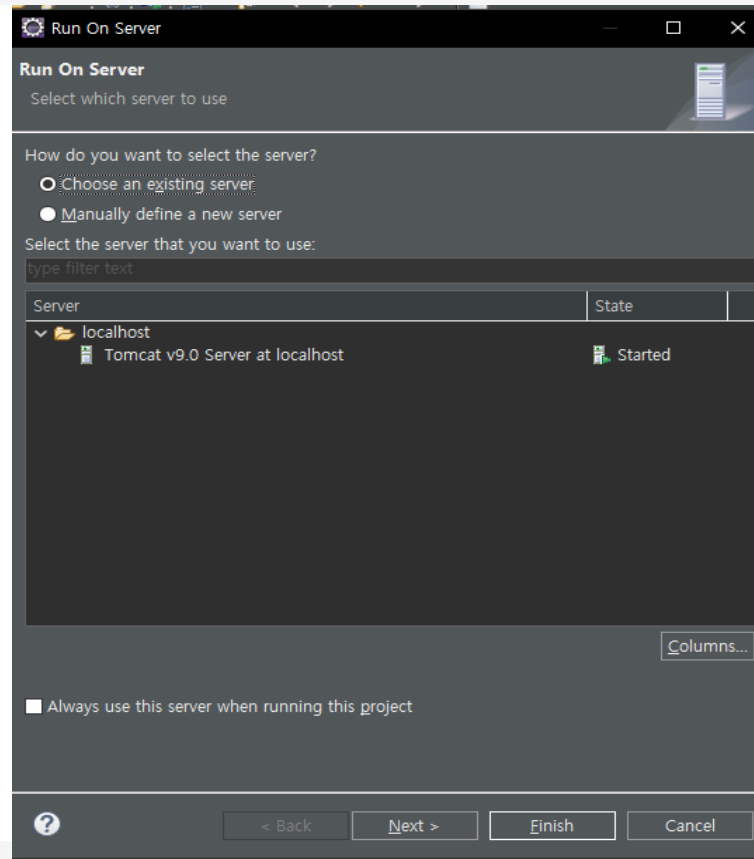 Run On Server
Run On Server
Select which server to use
How do you want to select the server?
Choose an existing server
Manually define a new server
Select the server that you want to use:
type filter text
Server State
localhost
Tomcat v9.0 Server at localhost Started
Columns...
Always use this server when running this project
< Back Next > Finish Cancel